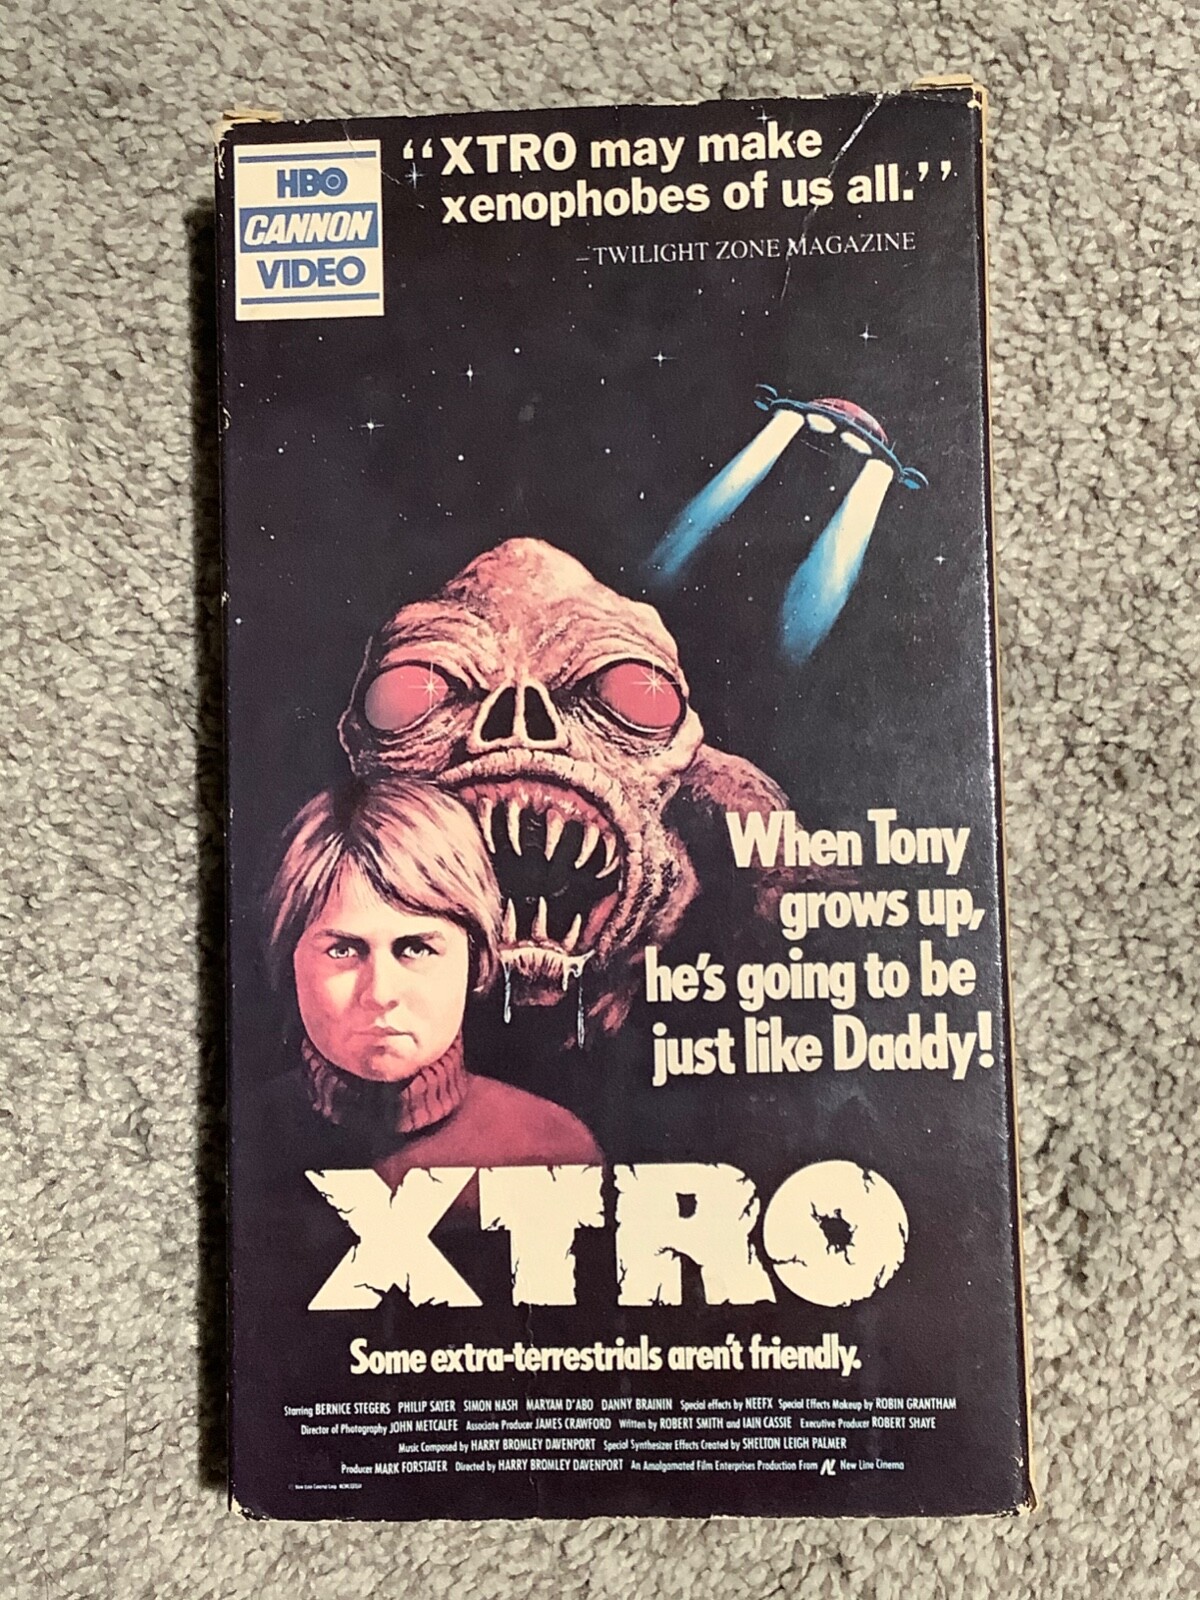 HBO
CANNON
VIDEO
“XTRO may make
xenophobes of us all.”
–TWILIGHT ZONE MAGAZINE
When Tony
grows up,
he's going to be
just like Daddy!
XTRO
Some extra-terrestrials aren't friendly.
Starring BERNICE STEGERS PHILIP SAYER SIMON NASH MARYAM D'ABO DANNY BRAININ Special effects by NEEFX Special Effects Makeup by ROBIN GRANTHAM
Director of Photography JOHN METCALFE Associate Producer JAMES CRAWFORD Written by ROBERT SMITH and IAIN CASSIE Executive Producer ROBERT SHAYE
Music Composed by HARRY BROMLEY DAVENPORT Special Synthesizer Effects Created by SHELTON LEIGH PALMER
Producer MARK FORSTATER Directed by HARRY BROMLEY DAVENPORT An Amalgamated Film Enterprises Production From NL New Line Cinema